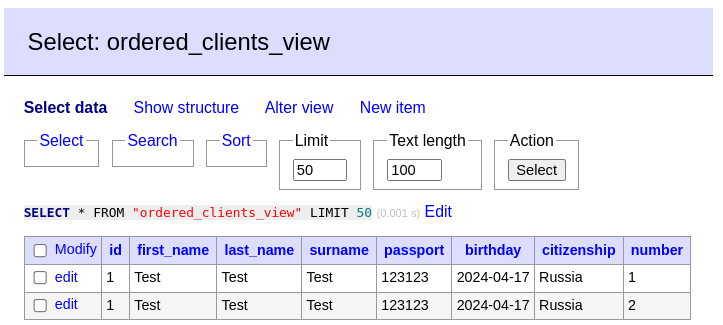 Select: ordered_clients_view
Select data Show structure Alter view New item
Select Search Sort Limit Text length Action
50 100 Select
SELECT * FROM "ordered_clients_view" LIMIT 50 (0.001 s) Edit
Modify id first_name last_name surname passport birthday citizenship number
edit 1 Test Test Test 123123 2024-04-17 Russia 1
edit 1 Test Test Test 123123 2024-04-17 Russia 2